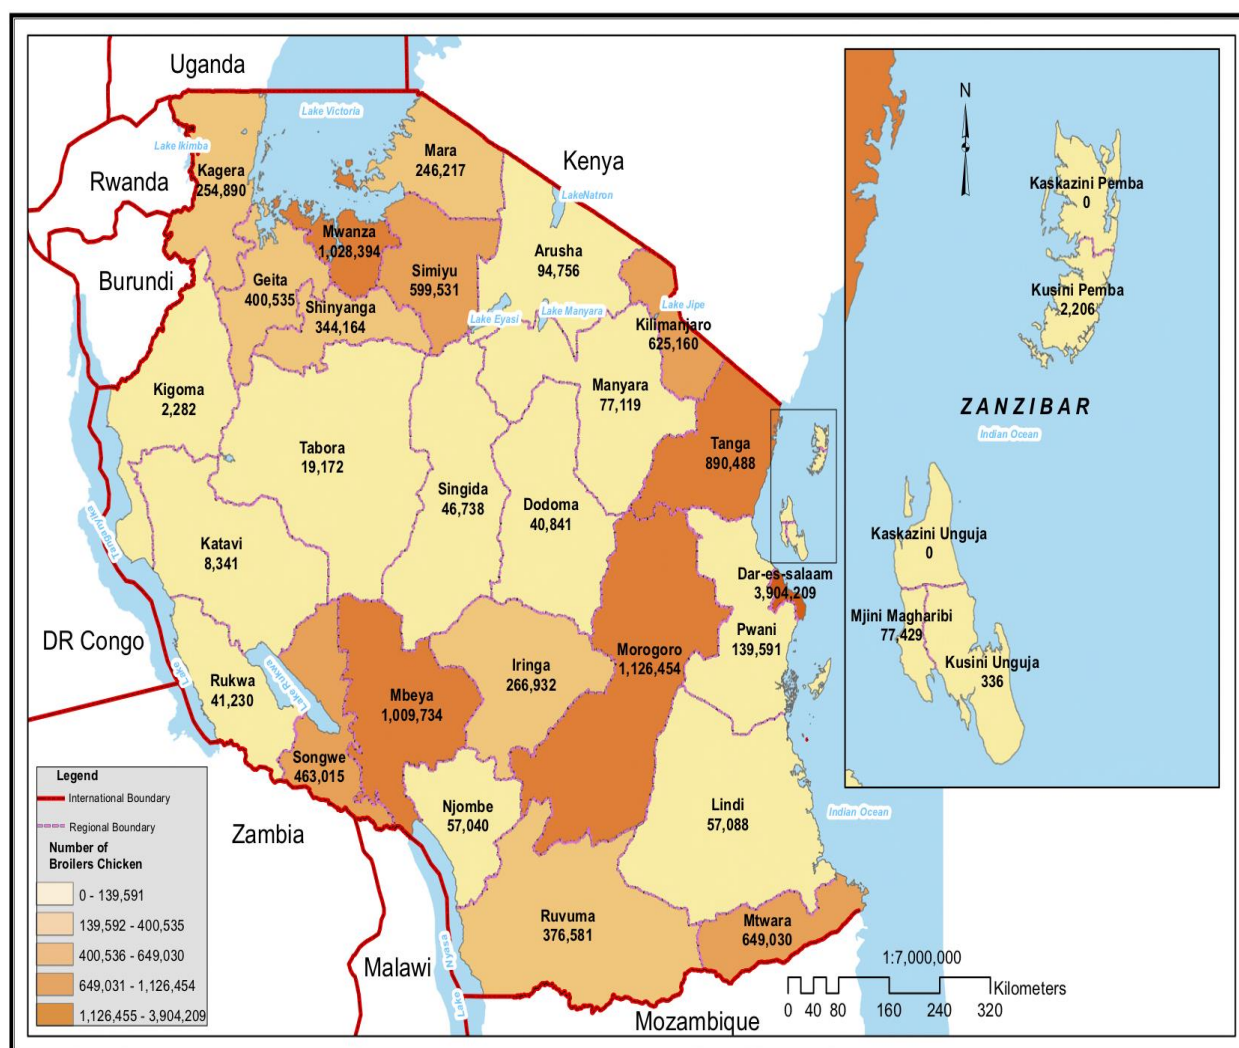 Uganda
Lake Victoria
Lake Ikimba
Kagera
254,890
Mara
246,217
Kenya
Rwanda
LakeNatron
Mwanza
1,028,394
Arusha
94,756
Burundi
Geita
400,535
Simiyu
599,531
Shinyanga
344,164
Lake Eyasi
Lake Manyara
Lake Jipe
Kilimanjaro
625,160
Kigoma
2,282
Manyara
77,119
Tabora
19,172
Tanga
890,488
Singida
46,738
Dodoma
40,841
Katavi
8,341
Lake Tanganyika
Dar-es-salaam
3,904,209
Pwani
139,591
DR Congo
Rukwa
41,230
Lake Rukwa
Mbeya
1,009,734
Iringa
266,932
Morogoro
1,126,454
Songwe
463,015
Njombe
57,040
Lindi
57,088
Indian Ocean
Zambia
Ruvuma
376,581
Mtwara
649,030
Malawi
Lake Nyasa
Mozambique
N
Kaskazini Pemba
0
Kusini Pemba
2,206
ZANZIBAR
Indian Ocean
Kaskazini Unguja
0
Mjini Magharibi
77,429
Kusini Unguja
336
Legend
International Boundary
Regional Boundary
Number of
Broilers Chicken
0 - 139,591
139,592 - 400,535
400,536 - 649,030
649,031 - 1,126,454
1,126,455 - 3,904,209
1:7,000,000
Kilometers
0 40 80 160 240 320